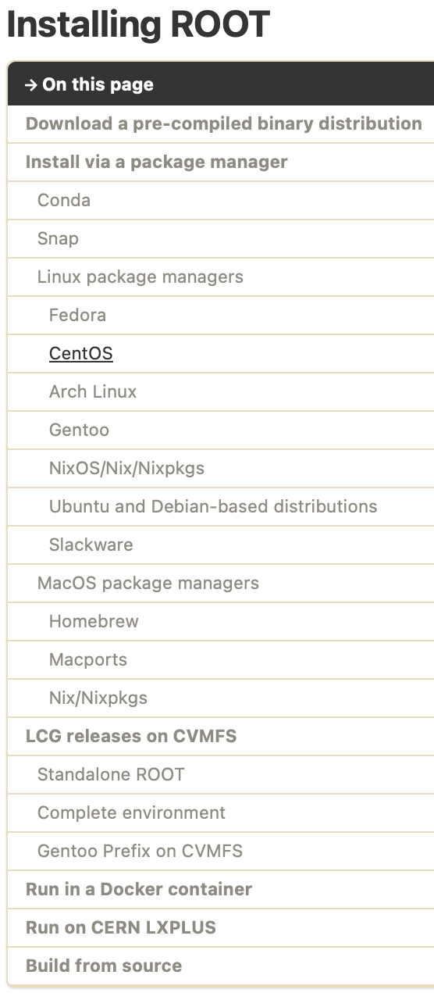 Installing ROOT
→ On this page
Download a pre-compiled binary distribution
Install via a package manager
Conda
Snap
Linux package managers
Fedora
CentOS
Arch Linux
Gentoo
NixOS/Nix/Nixpkgs
Ubuntu and Debian-based distributions
Slackware
MacOS package managers
Homebrew
Macports
Nix/Nixpkgs
LCG releases on CVMFS
Standalone ROOT
Complete environment
Gentoo Prefix on CVMFS
Run in a Docker container
Run on CERN LXPLUS
Build from source